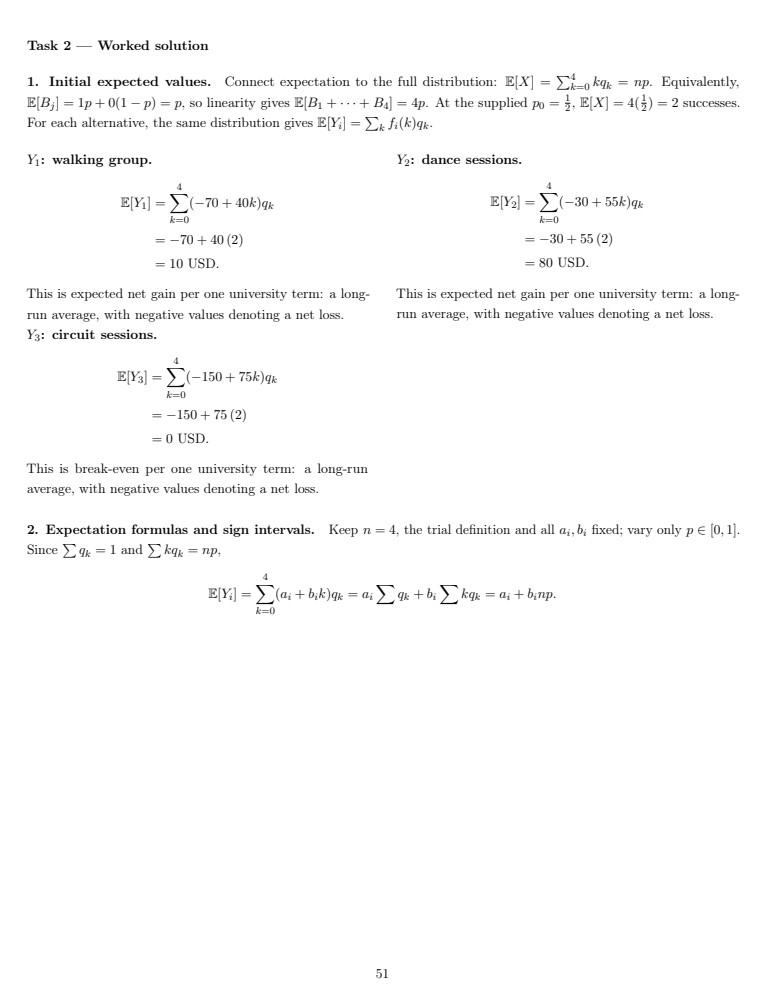 Task 2 — Worked solution
1. Initial expected values. Connect expectation to the full distribution: 𝔼[X] = ∑_{k=0}^{4} kq_k = np. Equivalently,
𝔼[B_j] = 1p + 0(1 − p) = p, so linearity gives 𝔼[B_1 + ⋯ + B_4] = 4p. At the supplied p_0 = 1/2, 𝔼[X] = 4(1/2) = 2 successes.
For each alternative, the same distribution gives 𝔼[Y_i] = ∑_k f_i(k)q_k.
Y_1: walking group.
𝔼[Y_1] = ∑_{k=0}^{4} (−70 + 40k)q_k
= −70 + 40 (2)
= 10 USD.
This is expected net gain per one university term: a long-
run average, with negative values denoting a net loss.
Y_2: dance sessions.
𝔼[Y_2] = ∑_{k=0}^{4} (−30 + 55k)q_k
= −30 + 55 (2)
= 80 USD.
This is expected net gain per one university term: a long-
run average, with negative values denoting a net loss.
Y_3: circuit sessions.
𝔼[Y_3] = ∑_{k=0}^{4} (−150 + 75k)q_k
= −150 + 75 (2)
= 0 USD.
This is break-even per one university term: a long-run
average, with negative values denoting a net loss.
2. Expectation formulas and sign intervals. Keep n = 4, the trial definition and all a_i, b_i fixed; vary only p ∈ [0, 1].
Since ∑ q_k = 1 and ∑ kq_k = np,
𝔼[Y_i] = ∑_{k=0}^{4} (a_i + b_i k)q_k = a_i ∑ q_k + b_i ∑ kq_k = a_i + b_i np.
51